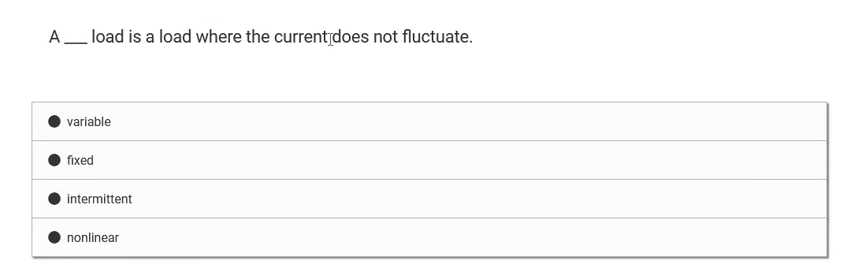 A ___ load is a load where the current does not fluctuate.
variable
fixed
intermittent
nonlinear